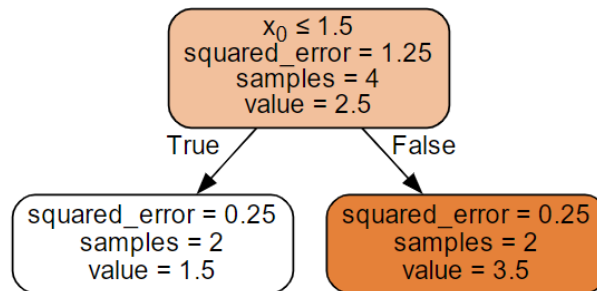 x₀ ≤ 1.5
squared_error = 1.25
samples = 4
value = 2.5
True
False
squared_error = 0.25
samples = 2
value = 1.5
squared_error = 0.25
samples = 2
value = 3.5